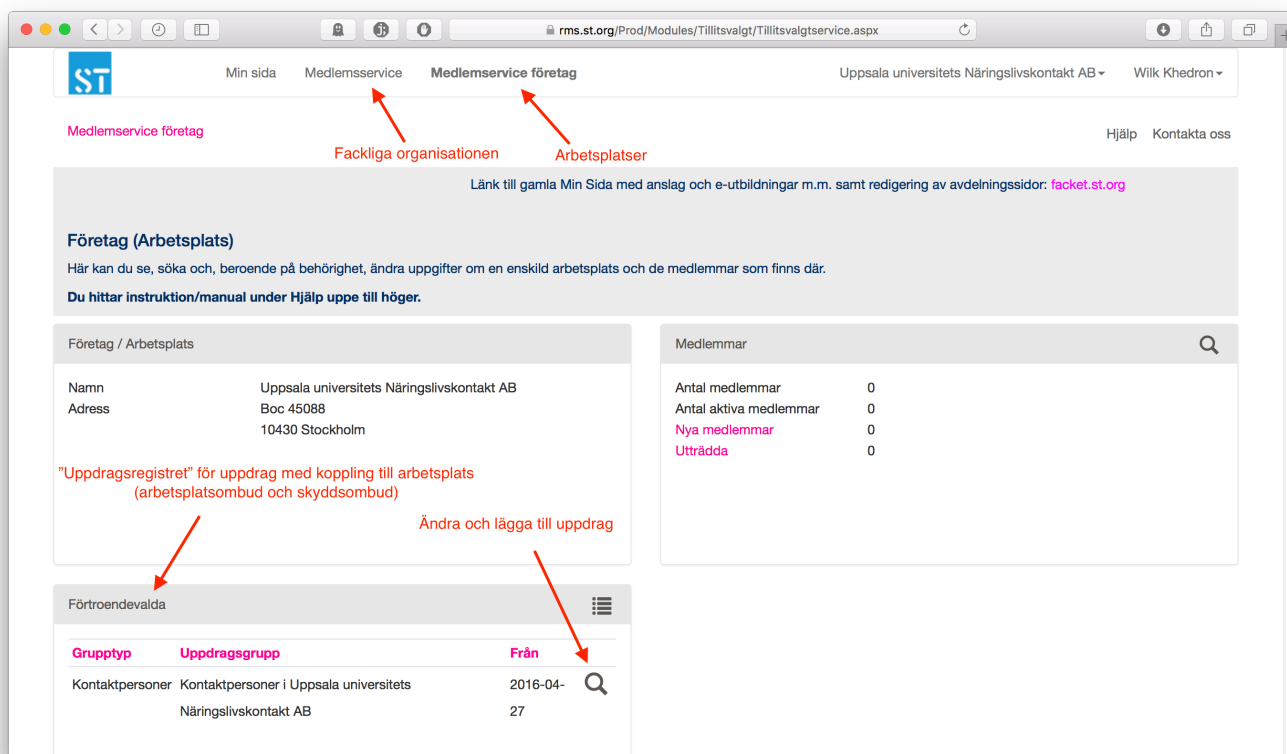 rms.st.org/Prod/Modules/Tillitsvalgt/Tillitsvalgtservice.aspx
ST
Min sida Medlemsservice Medlemservice företag Uppsala universitets Näringslivskontakt AB Wilk Khedron
Medlemservice företag
Hjälp Kontakta oss
Fackliga organisationen Arbetsplatser
Länk till gamla Min Sida med anslag och e-utbildningar m.m. samt redigering av avdelningssidor: facket.st.org
Företag (Arbetsplats)
Här kan du se, söka och, beroende på behörighet, ändra uppgifter om en enskild arbetsplats och de medlemmar som finns där.
Du hittar instruktion/manual under Hjälp uppe till höger.
Företag / Arbetsplats
Namn Uppsala universitets Näringslivskontakt AB
Adress Boc 45088
10430 Stockholm
"Uppdragsregistret" för uppdrag med koppling till arbetsplats
(arbetsplatsombud och skyddsombud)
Ändra och lägga till uppdrag
Medlemmar
Antal medlemmar 0
Antal aktiva medlemmar 0
Nya medlemmar 0
Utträdda 0
Förtroendevalda
Grupptyp Uppdragsgrupp Från
Kontaktpersoner Kontaktpersoner i Uppsala universitets 2016-04-
Näringslivskontakt AB 27